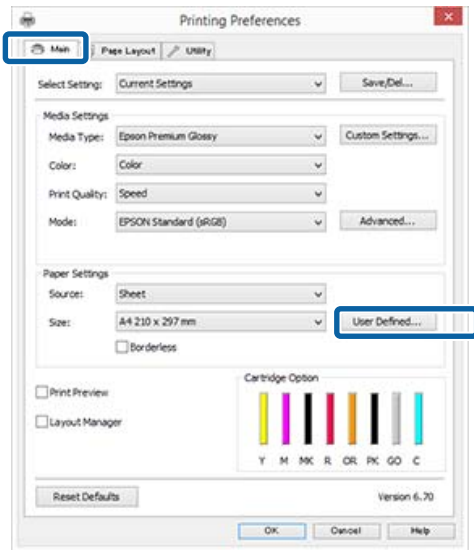 Printing Preferences
Main Page Layout Utility
Select Setting: Current Settings Save/Del...
Media Settings
Media Type: Epson Premium Glossy Custom Settings...
Color: Color
Print Quality: Speed
Mode: EPSON Standard (sRGB) Advanced...
Paper Settings
Source: Sheet
Size: A4 210 x 297 mm User Defined...
Borderless
Print Preview
Layout Manager
Cartridge Option
Y M MK R OR PK GO C
Reset Defaults Version 6.70
OK Cancel Help